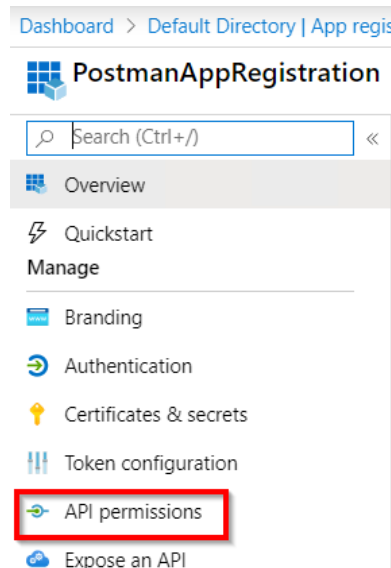 Dashboard > Default Directory | App regis
PostmanAppRegistration
Search (Ctrl+/)
«
Overview
Quickstart
Manage
Branding
Authentication
Certificates & secrets
Token configuration
API permissions
Expose an API